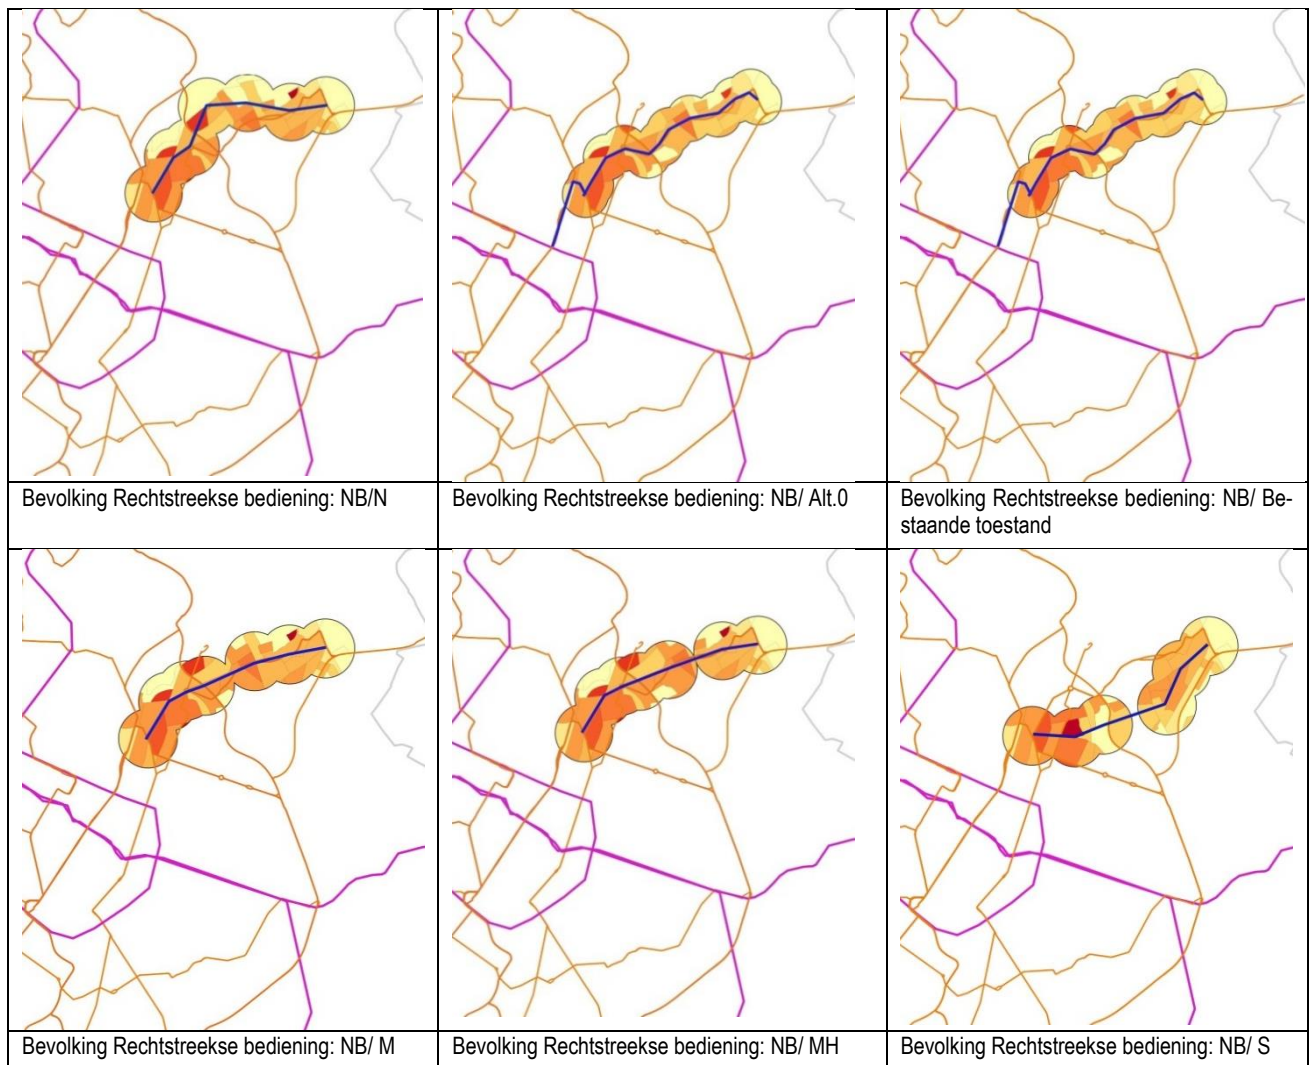 Bevolking Rechtstreekse bediening: NB/N
Bevolking Rechtstreekse bediening: NB/ Alt.0
Bevolking Rechtstreekse bediening: NB/ Be-
staande toestand
Bevolking Rechtstreekse bediening: NB/ M
Bevolking Rechtstreekse bediening: NB/ MH
Bevolking Rechtstreekse bediening: NB/ S